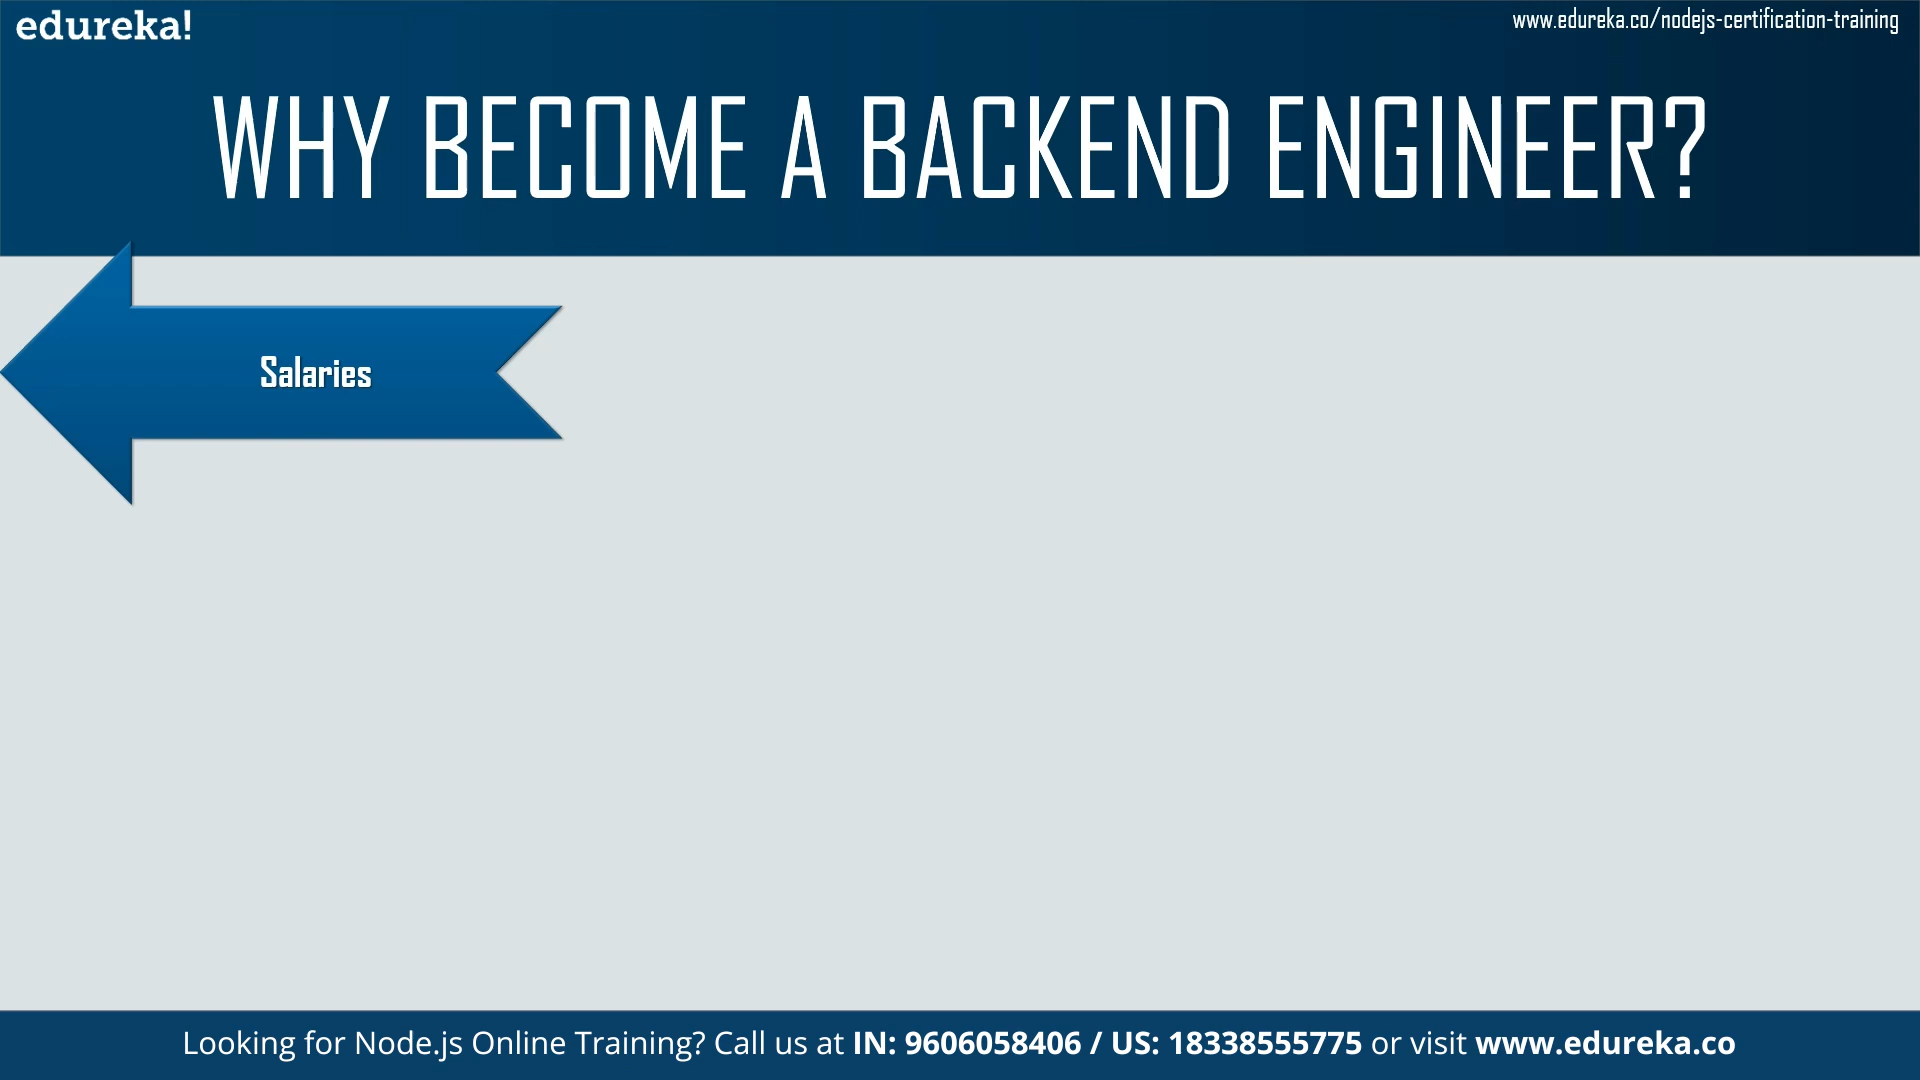 edureka!
www.edureka.co/nodejs-certification-training
WHY BECOME A BACKEND ENGINEER?
Salaries
Looking for Node.js Online Training? Call us at IN: 9606058406 / US: 18338555775 or visit www.edureka.co